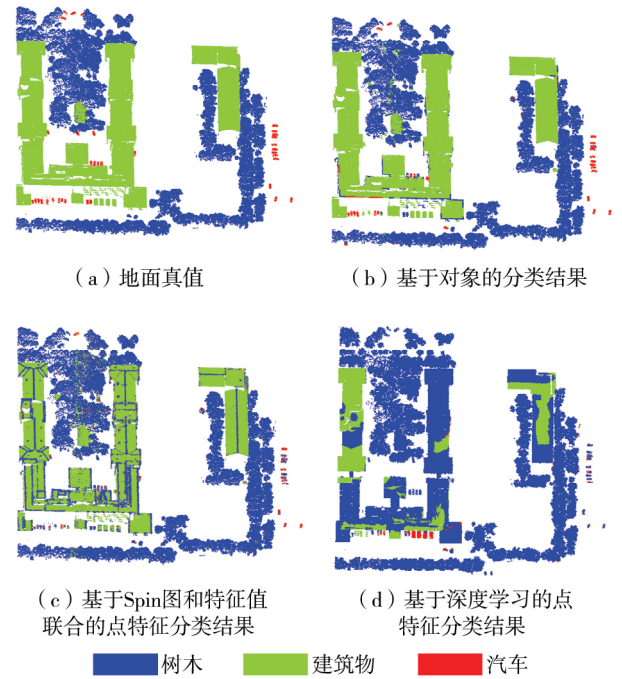 (a)地面真值
(b)基于对象的分类结果
(c)基于Spin图和特征值
联合的点特征分类结果
(d)基于深度学习的点
特征分类结果
树木
建筑物
汽车